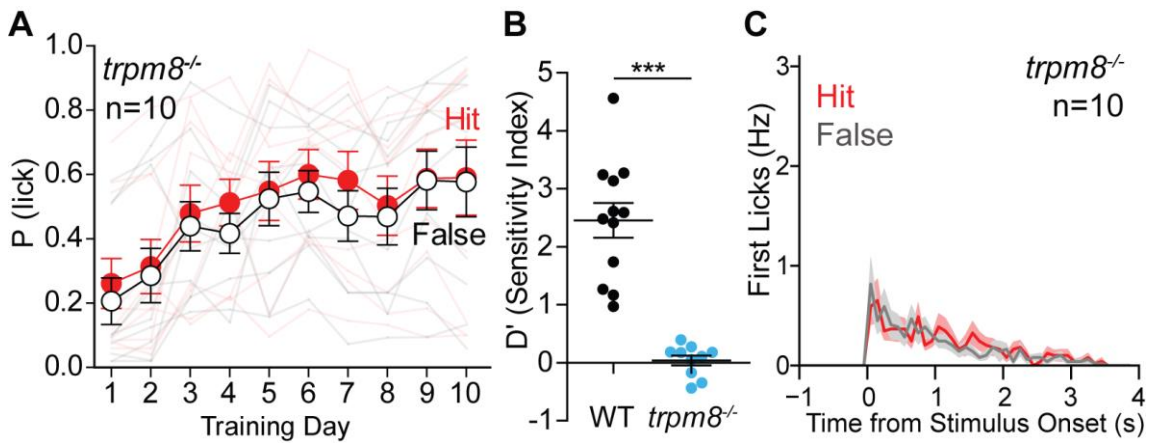 A
trpm8-/-
n=10
Hit
False
P (lick)
1.0
0.8
0.6
0.4
0.2
0.0
1 2 3 4 5 6 7 8 9 10
Training Day
B
***
D' (Sensitivity Index)
5
4
3
2
1
0
-1
WT trpm8-/-
C
Hit
False
trpm8-/-
n=10
First Licks (Hz)
3
2
1
0
−1 0 1 2 3 4
Time from Stimulus Onset (s)